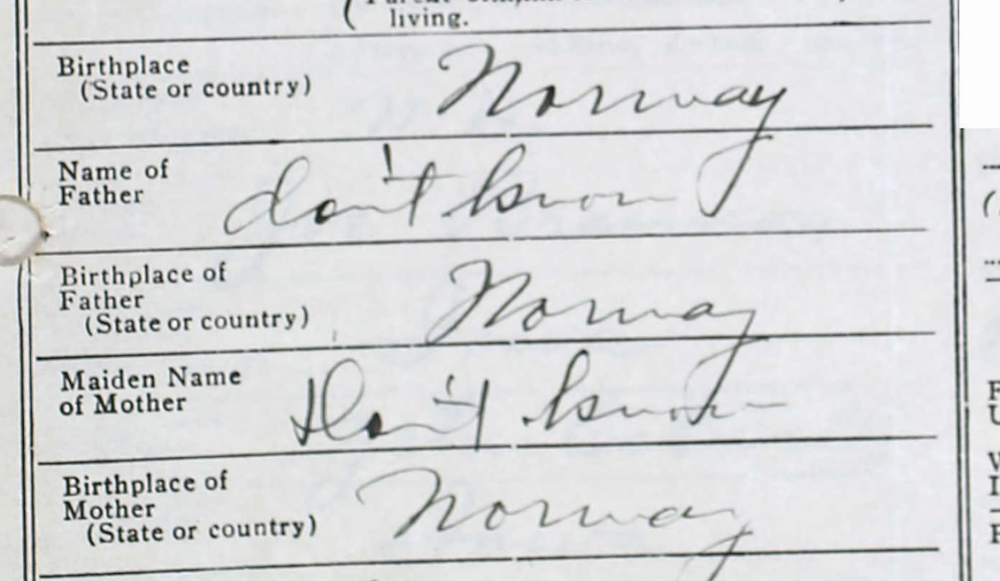 living.
Birthplace
(State or country) Norway
Name of
Father don't know
Birthplace of
Father Norway
(State or country)
Maiden Name
of Mother Don't know
Birthplace of
Mother Norway
(State or country)